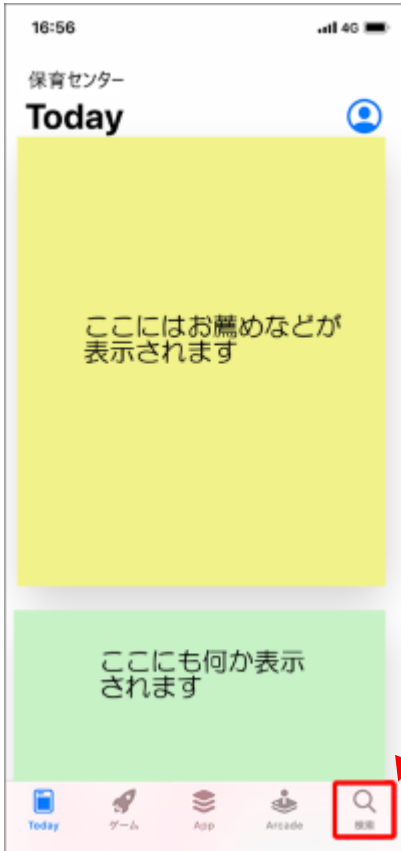 16:56
4G
保育センター
Today
ここにはお薦めなどが
表示されます
ここにも何か表示
されます
Today
ゲーム
App
Arcade
検索